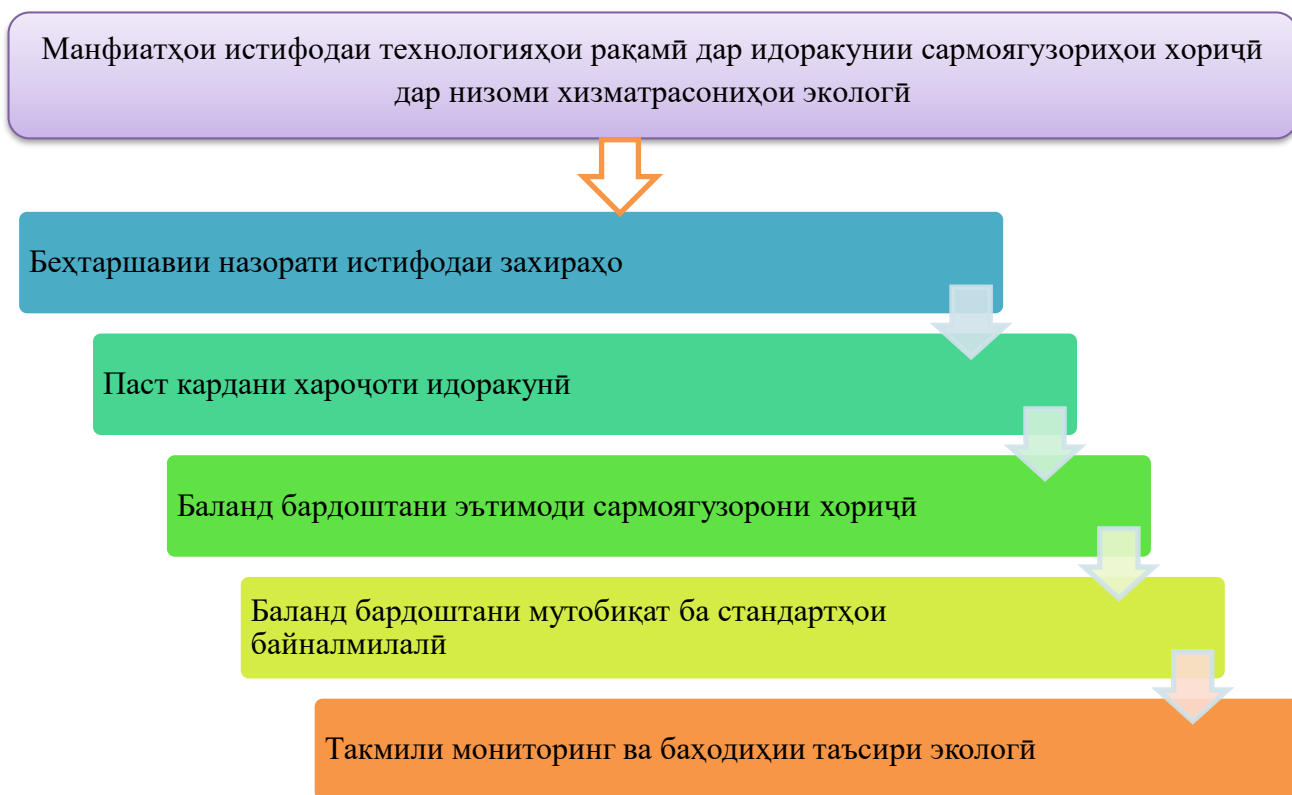 Манфиатҳои истифодаи технологияҳои рақамӣ дар идоракунии сармоягузориҳои хориҷӣ
дар низоми хизматрасониҳои экологӣ
Беҳтаршавии назорати истифодаи захираҳо
Паст кардани хароҷоти идоракунӣ
Баланд бардоштани эътимоди сармоягузорони хориҷӣ
Баланд бардоштани мутобиқат ба стандартҳои
байналмилалӣ
Такмили мониторинг ва баҳодиҳии таъсири экологӣ